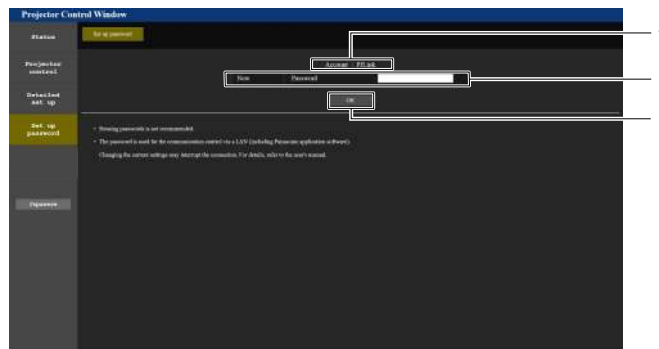 Projector Control Window
Status
Set up password
Projector
control
Account : PJLink
New Password
Detailed
set up
OK
Set up
password
• Reusing passwords is not recommended.
• The password is used for the communication control via a LAN (including Panasonic application software).
Changing the current settings may interrupt the connection. For details, refer to the user's manual.
Japanese